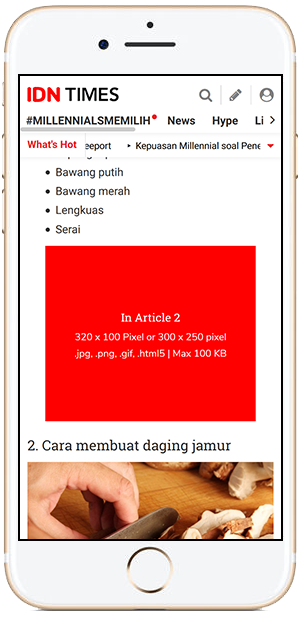 IDN TIMES
#MILLENNIALSMEMILIH News Hype
What's Hot eeport Kepuasan Millennial soal Pene
Bawang putih
Bawang merah
Lengkuas
Serai
In Article 2
320 x 100 Pixel or 300 x 250 pixel
.jpg, .png, .gif, .html5 | Max 100 KB
2. Cara membuat daging jamur